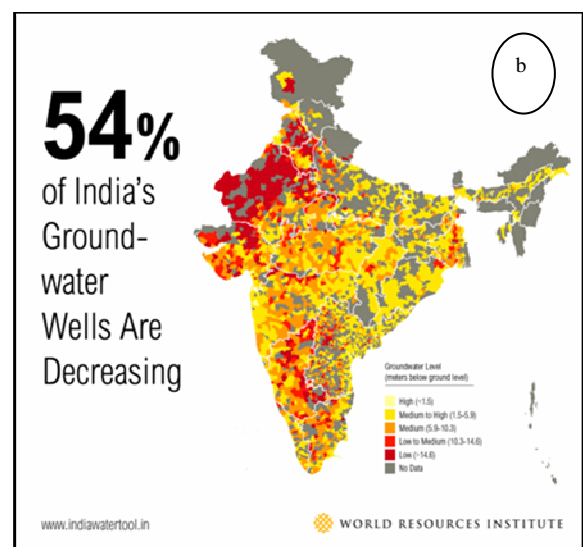 b
54%
of India's
Ground-
water
Wells Are
Decreasing
Groundwater Level
(meters below ground level)
High (~1.5)
Medium to High (1.5-5.9)
Medium (5.9-10.3)
Low to Medium (10.3-14.6)
Low (~14.6)
No Data
www.indiawatertool.in
WORLD RESOURCES INSTITUTE